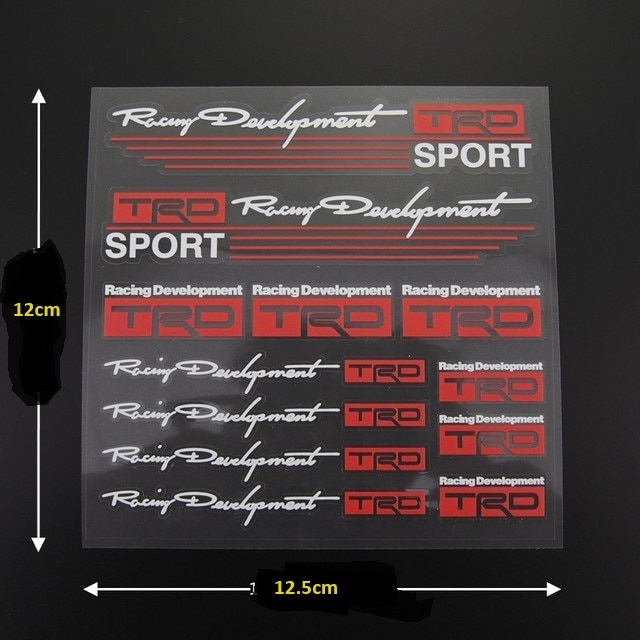 Racing Development TRD
SPORT
TRD Racing Development
SPORT
Racing Development Racing Development Racing Development
TRD TRD TRD
Racing Development TRD
Racing Development
TRD
Racing Development TRD
Racing Development
TRD
Racing Development TRD
Racing Development TRD
Racing Development
TRD
12cm
12.5cm